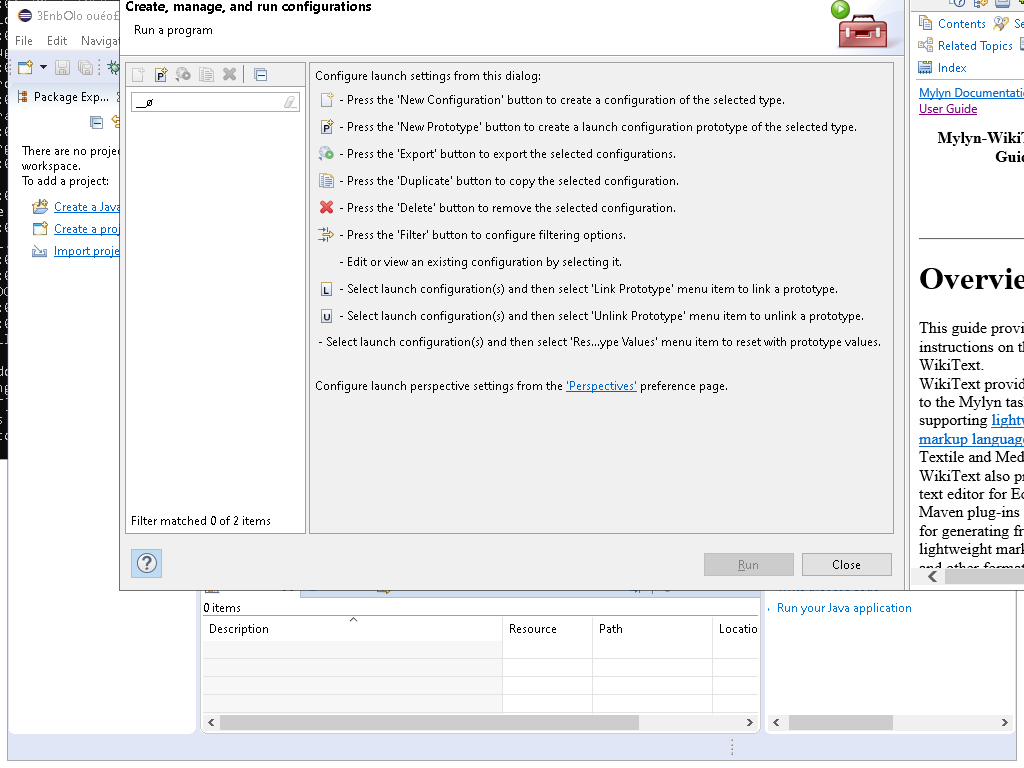 Create, manage, and run configurations
Run a program
3EnbOlo ouéof
File Edit Navigat
Package Exp...
There are no projec
workspace.
To add a project:
Create a Java
Create a proj
Import proje
__ø
Filter matched 0 of 2 items
Configure launch settings from this dialog:
- Press the 'New Configuration' button to create a configuration of the selected type.
- Press the 'New Prototype' button to create a launch configuration prototype of the selected type.
- Press the 'Export' button to export the selected configurations.
- Press the 'Duplicate' button to copy the selected configuration.
- Press the 'Delete' button to remove the selected configuration.
- Press the 'Filter' button to configure filtering options.
- Edit or view an existing configuration by selecting it.
L - Select launch configuration(s) and then select 'Link Prototype' menu item to link a prototype.
U - Select launch configuration(s) and then select 'Unlink Prototype' menu item to unlink a prototype.
- Select launch configuration(s) and then select 'Res...ype Values' menu item to reset with prototype values.
Configure launch perspective settings from the 'Perspectives' preference page.
Run Close
Contents Se
Related Topics
Index
Mylyn Documentati
User Guide
Mylyn-WikiT
Guid
Overvie
This guide provi
instructions on th
WikiText.
WikiText provid
to the Mylyn tas
supporting lightw
markup language
Textile and Med
WikiText also pr
text editor for Ec
Maven plug-ins
for generating fr
lightweight mark
and other format
0 items
Description Resource Path Locatio
Run your Java application